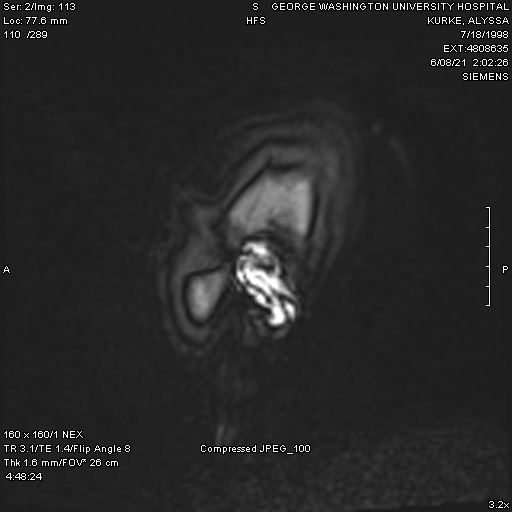 Ser: 2/Img: 113
Loc: 77.6 mm
110 /289
S
HFS
GEORGE WASHINGTON UNIVERSITY HOSPITAL
KURKE, ALYSSA
7/18/1998
EXT:4808635
6/08/21 2:02:26
SIEMENS
A
P
160 x 160/1 NEX
TR 3.1/TE 1.4/Flip Angle 8
Thk 1.6 mm/FOV* 26 cm
4:48:24
Compressed JPEG_100
3.2x